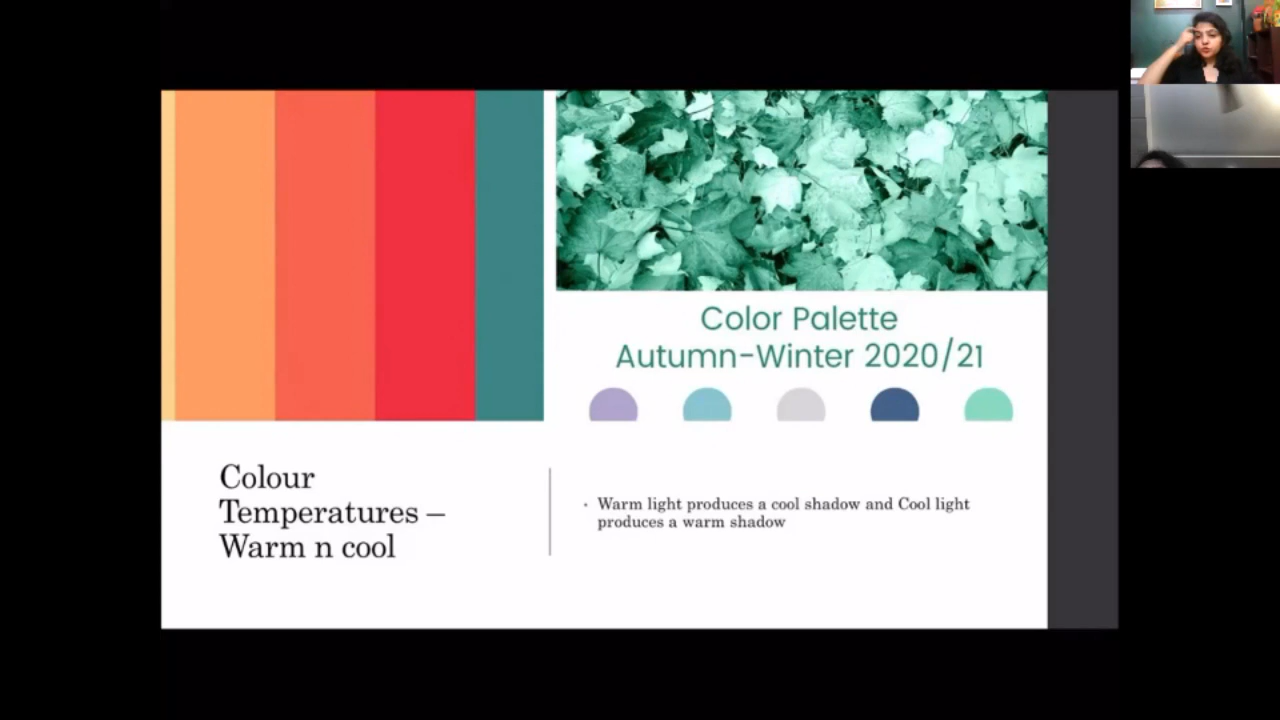 Color Palette
Autumn-Winter 2020/21
Colour
Temperatures –
Warm n cool
• Warm light produces a cool shadow and Cool light
produces a warm shadow